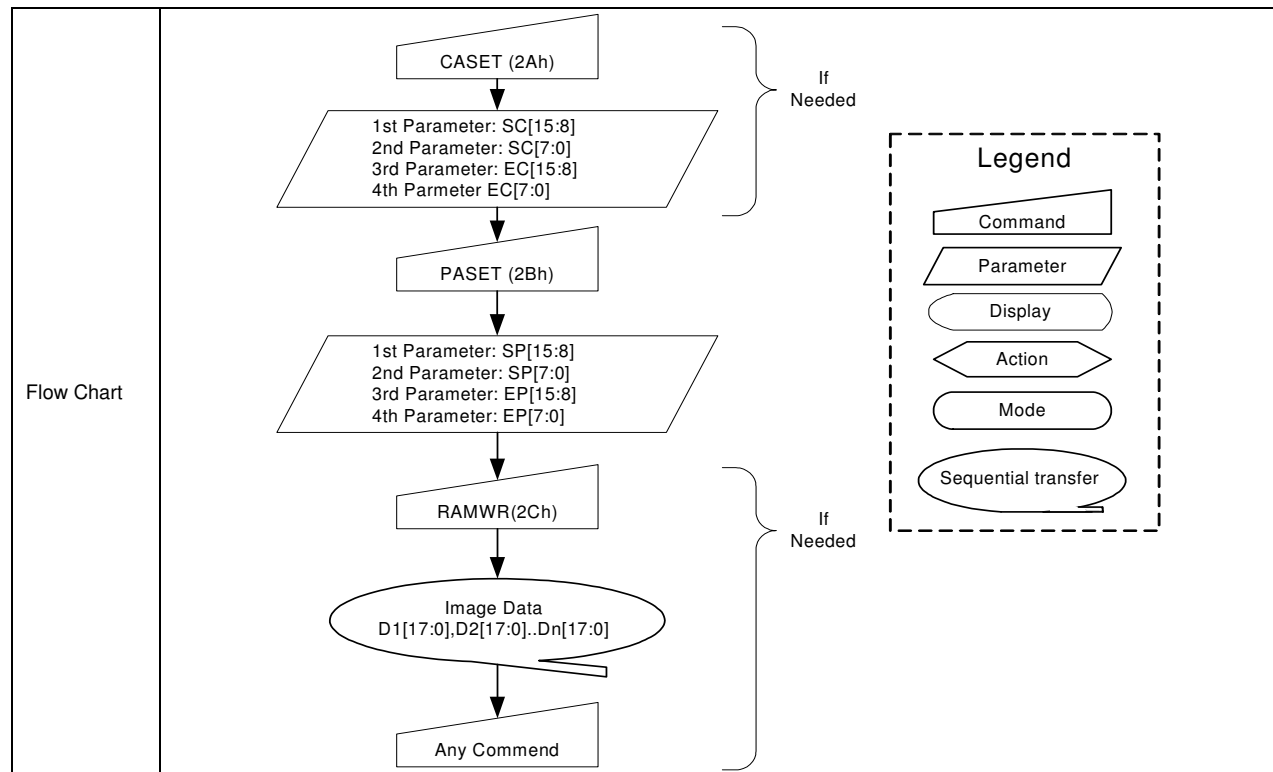 Flow Chart
CASET (2Ah)
1st Parameter: SC[15:8]
2nd Parameter: SC[7:0]
3rd Parameter: EC[15:8]
4th Parmeter EC[7:0]
If
Needed
PASET (2Bh)
1st Parameter: SP[15:8]
2nd Parameter: SP[7:0]
3rd Parameter: EP[15:8]
4th Parameter: EP[7:0]
RAMWR(2Ch)
Image Data
D1[17:0],D2[17:0]..Dn[17:0]
Any Commend
If
Needed
Legend
Command
Parameter
Display
Action
Mode
Sequential transfer